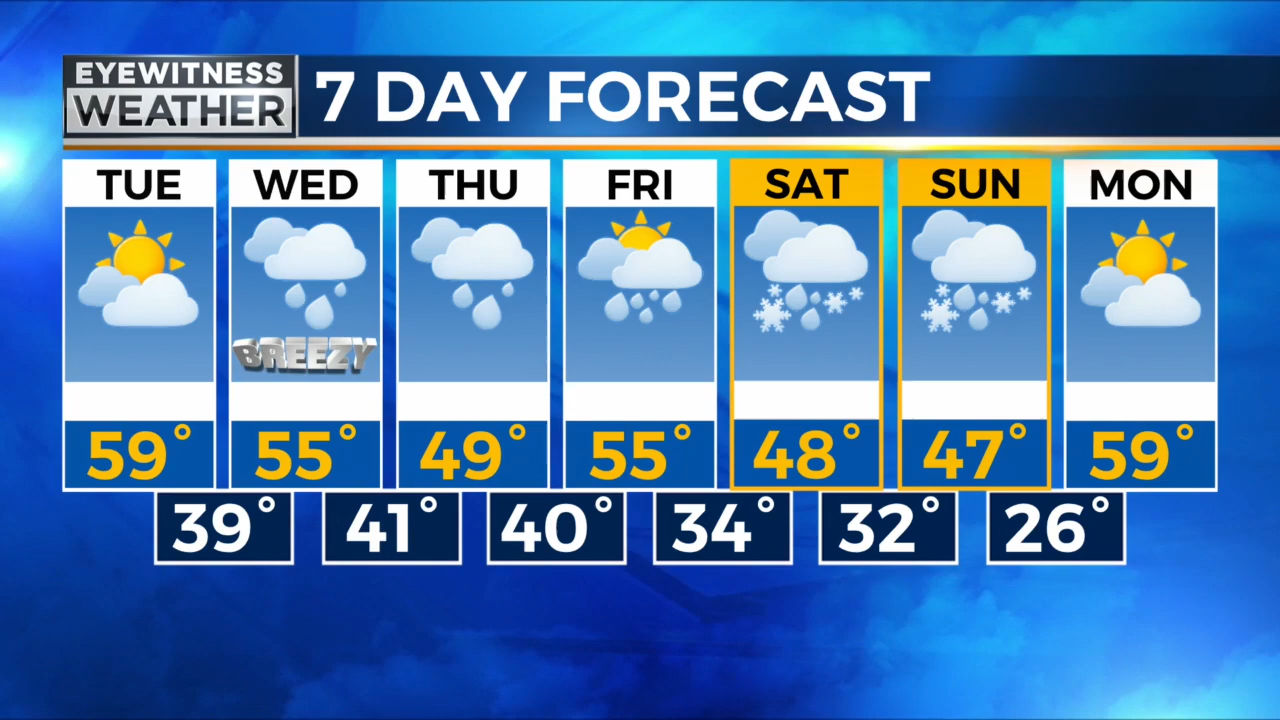 EYEWITNESS
WEATHER
7 DAY FORECAST
TUE WED THU FRI SAT SUN MON
BREEZY
59° 55° 49° 55° 48° 47° 59°
39° 41° 40° 34° 32° 26°